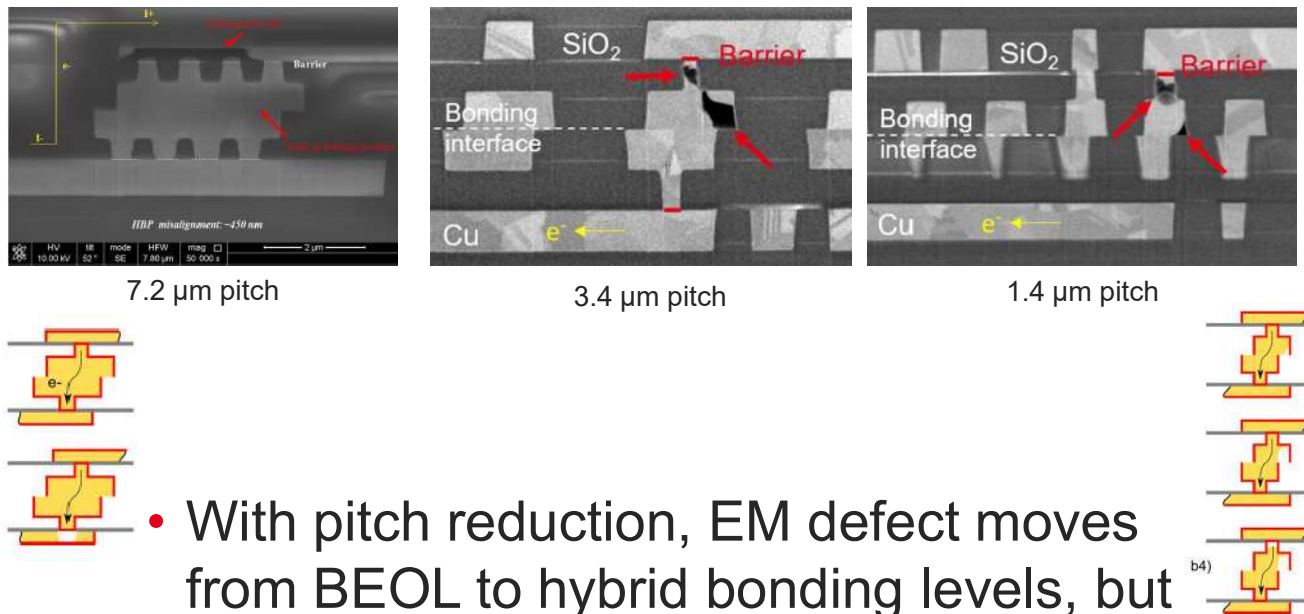 I+
e-
Barrier
I-
HBP misalignment: ~450 nm
HV tilt mode HFW mag
10.00 kV 52 ° SE 7.80 µm 50 000 x
2 µm
SiO2
Barrier
Bonding
interface
Cu
e-
SiO2
Barrier
Bonding
interface
Cu
e-
7.2 µm pitch
3.4 µm pitch
1.4 µm pitch
e-
• With pitch reduction, EM defect moves
from BEOL to hybrid bonding levels, but
b4)